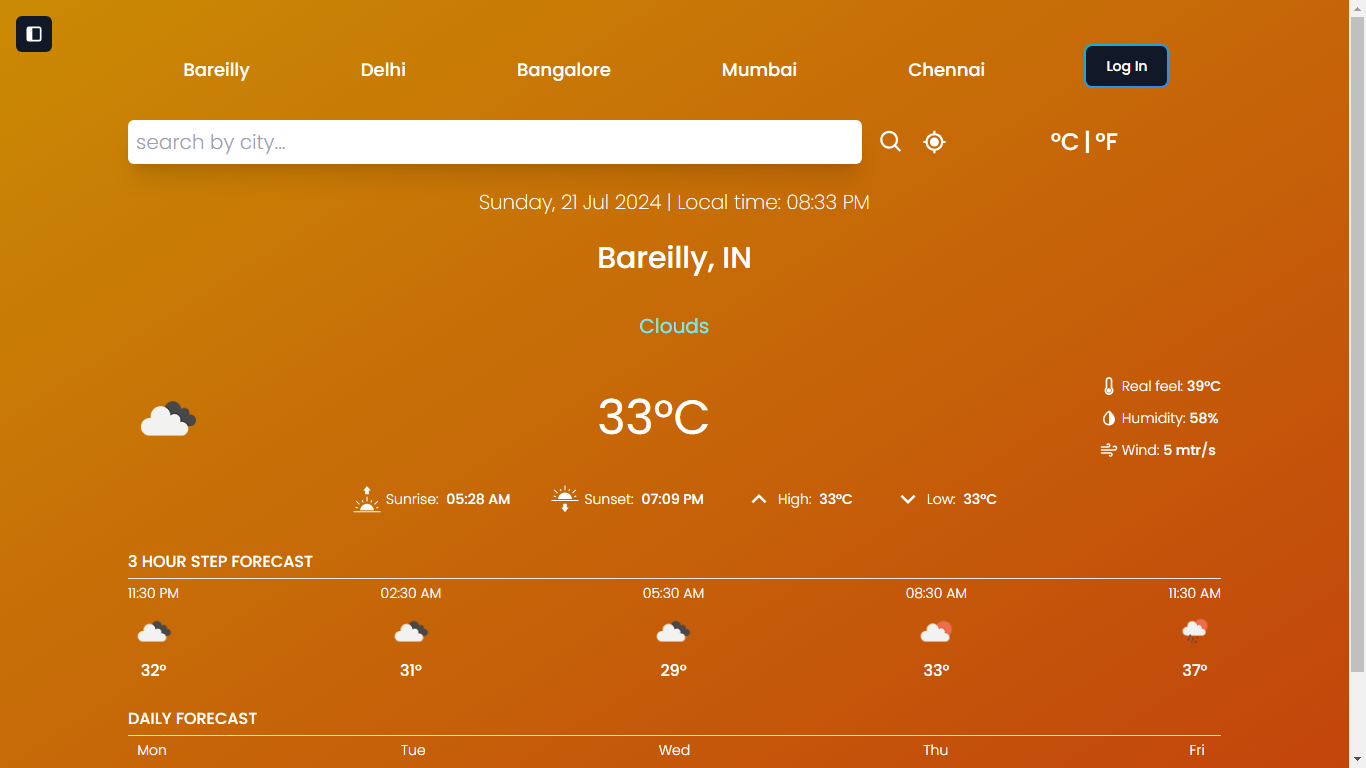 Bareilly Delhi Bangalore Mumbai Chennai Log In
search by city... °C | °F
Sunday, 21 Jul 2024 | Local time: 08:33 PM
Bareilly, IN
Clouds
33°C
Real feel: 39°C
Humidity: 58%
Wind: 5 mtr/s
Sunrise: 05:28 AM Sunset: 07:09 PM High: 33°C Low: 33°C
3 HOUR STEP FORECAST
11:30 PM 02:30 AM 05:30 AM 08:30 AM 11:30 AM
32° 31° 29° 33° 37°
DAILY FORECAST
Mon Tue Wed Thu Fri